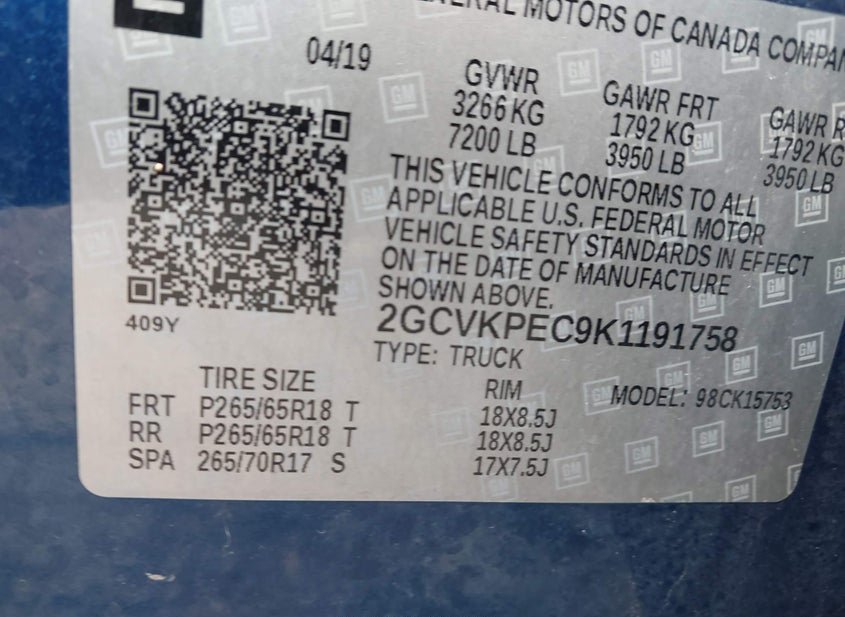 MOTORS OF CANADA
04/19
GVWR
3266 KG
7200 LB
GAWR FRT
1792 KG
3950 LB
GAWR
1792 KG
3950 LB
THIS VEHICLE CONFORMS TO ALL
APPLICABLE U.S. FEDERAL MOTOR
VEHICLE SAFETY STANDARDS IN EFFECT
ON THE DATE OF MANUFACTURE
SHOWN ABOVE.
409Y
2GCVKPEC9K1191758
TYPE: TRUCK
MODEL: 98CK15753
TIRE SIZE RIM
FRT P265/65R18 T 18X8.5J
RR P265/65R18 T 18X8.5J
SPA 265/70R17 S 17X7.5J
GM